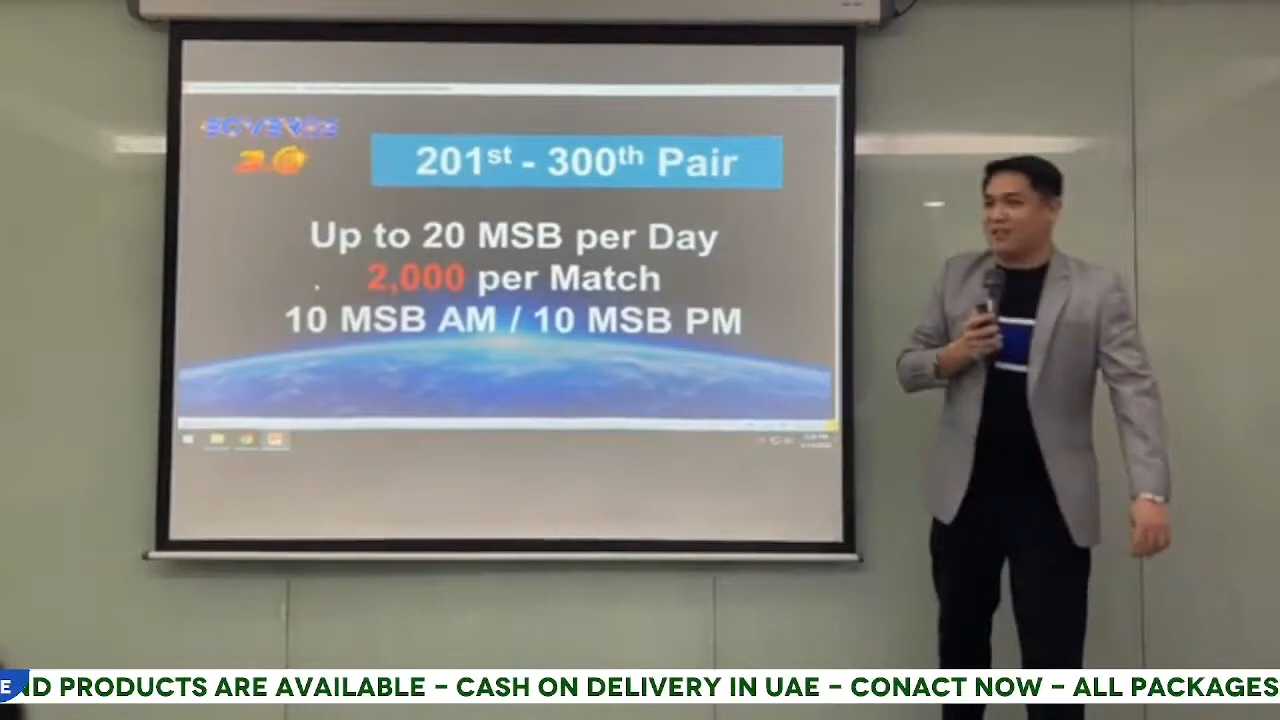 201st - 300th Pair
Up to 20 MSB per Day
2,000 per Match
10 MSB AM / 10 MSB PM
E ND PRODUCTS ARE AVAILABLE - CASH ON DELIVERY IN UAE - CONACT NOW - ALL PACKAGES